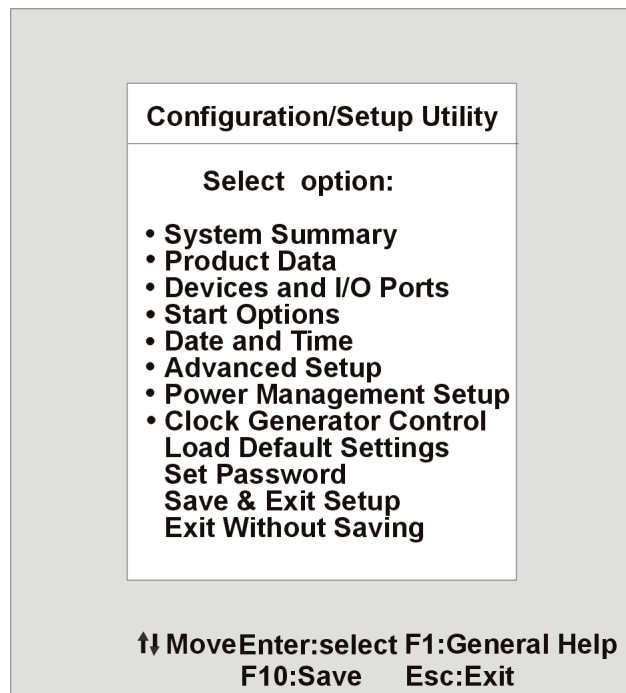 Configuration/Setup Utility
Select option:
• System Summary
• Product Data
• Devices and I/O Ports
• Start Options
• Date and Time
• Advanced Setup
• Power Management Setup
• Clock Generator Control
Load Default Settings
Set Password
Save & Exit Setup
Exit Without Saving
↑↓ Move Enter:select F1:General Help
F10:Save Esc:Exit